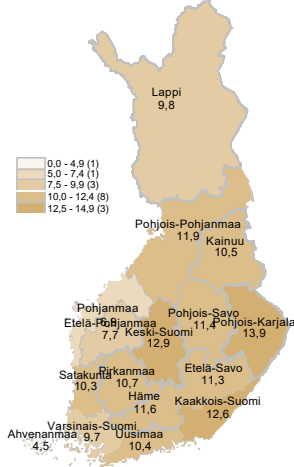 Lappi
9,8
0,0 - 4,9 (1)
5,0 - 7,4 (1)
7,5 - 9,9 (3)
10,0 - 12,4 (8)
12,5 - 14,9 (3)
Pohjois-Pohjanmaa
11,9
Kainuu
10,5
Pohjanmaa
Etelä-Pohjanmaa
7,7
Keski-Suomi
12,9
Pohjois-Savo
11,4
Pohjois-Karjala
13,9
Satakunta
10,3
Pirkanmaa
10,7
Etelä-Savo
11,3
Häme
11,6
Kaakkois-Suomi
12,6
Varsinais-Suomi
9,7
Ahvenanmaa
4,5
Uusimaa
10,4